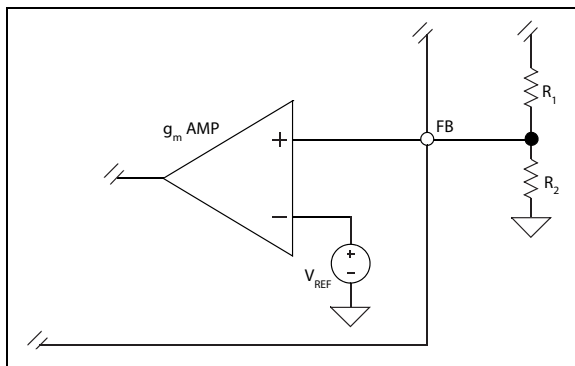 g_m AMP
+
−
FB
R_1
R_2
V_REF
+
−